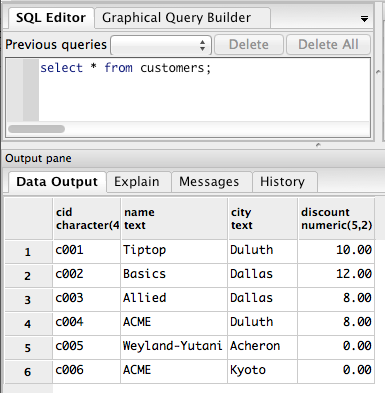 SQL Editor Graphical Query Builder
Previous queries Delete Delete All
select * from customers;
Output pane
Data Output Explain Messages History
cid name city discount
character(4 text text numeric(5,2)
1 c001 Tiptop Duluth 10.00
2 c002 Basics Dallas 12.00
3 c003 Allied Dallas 8.00
4 c004 ACME Duluth 8.00
5 c005 Weyland-Yutani Acheron 0.00
6 c006 ACME Kyoto 0.00